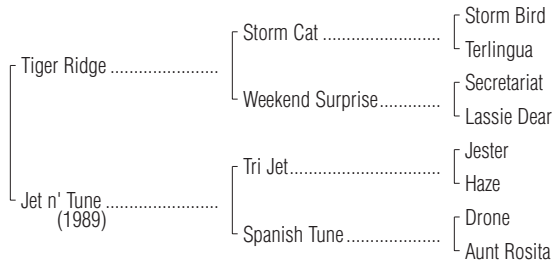 Storm Bird
Storm Cat ........................
Terlingua
Tiger Ridge ......................
Secretariat
Weekend Surprise.............
Lassie Dear
Jester
Tri Jet................................
Haze
Jet n' Tune ......................
(1989)
Drone
Spanish Tune ....................
Aunt Rosita